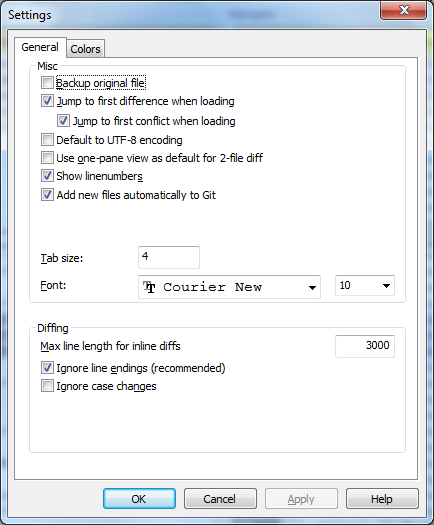 Settings
General
Colors
Misc
Backup original file
Jump to first difference when loading
Jump to first conflict when loading
Default to UTF-8 encoding
Use one-pane view as default for 2-file diff
Show linenumbers
Add new files automatically to Git
Tab size: 4
Font: Courier New 10
Diffing
Max line length for inline diffs 3000
Ignore line endings (recommended)
Ignore case changes
OK Cancel Apply Help